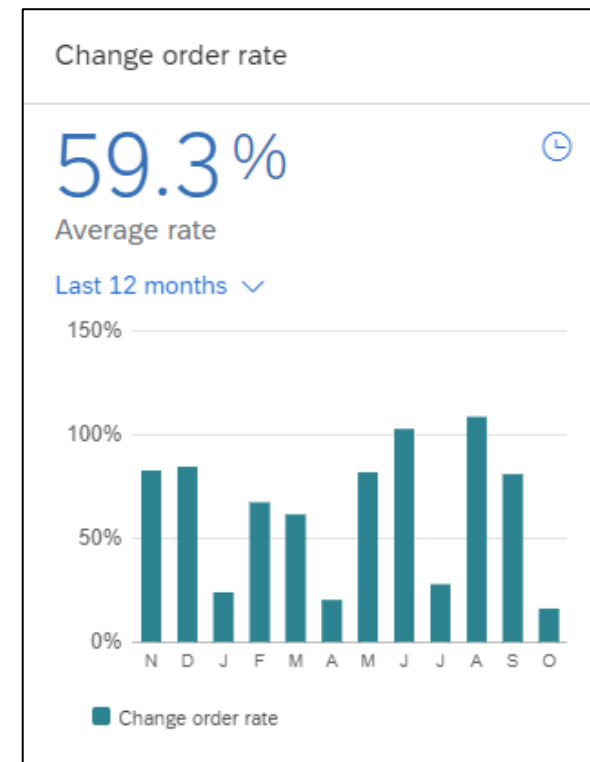 Change order rate
59.3%
Average rate
Last 12 months
150%
100%
50%
0%
N D J F M A M J J A S O
Change order rate